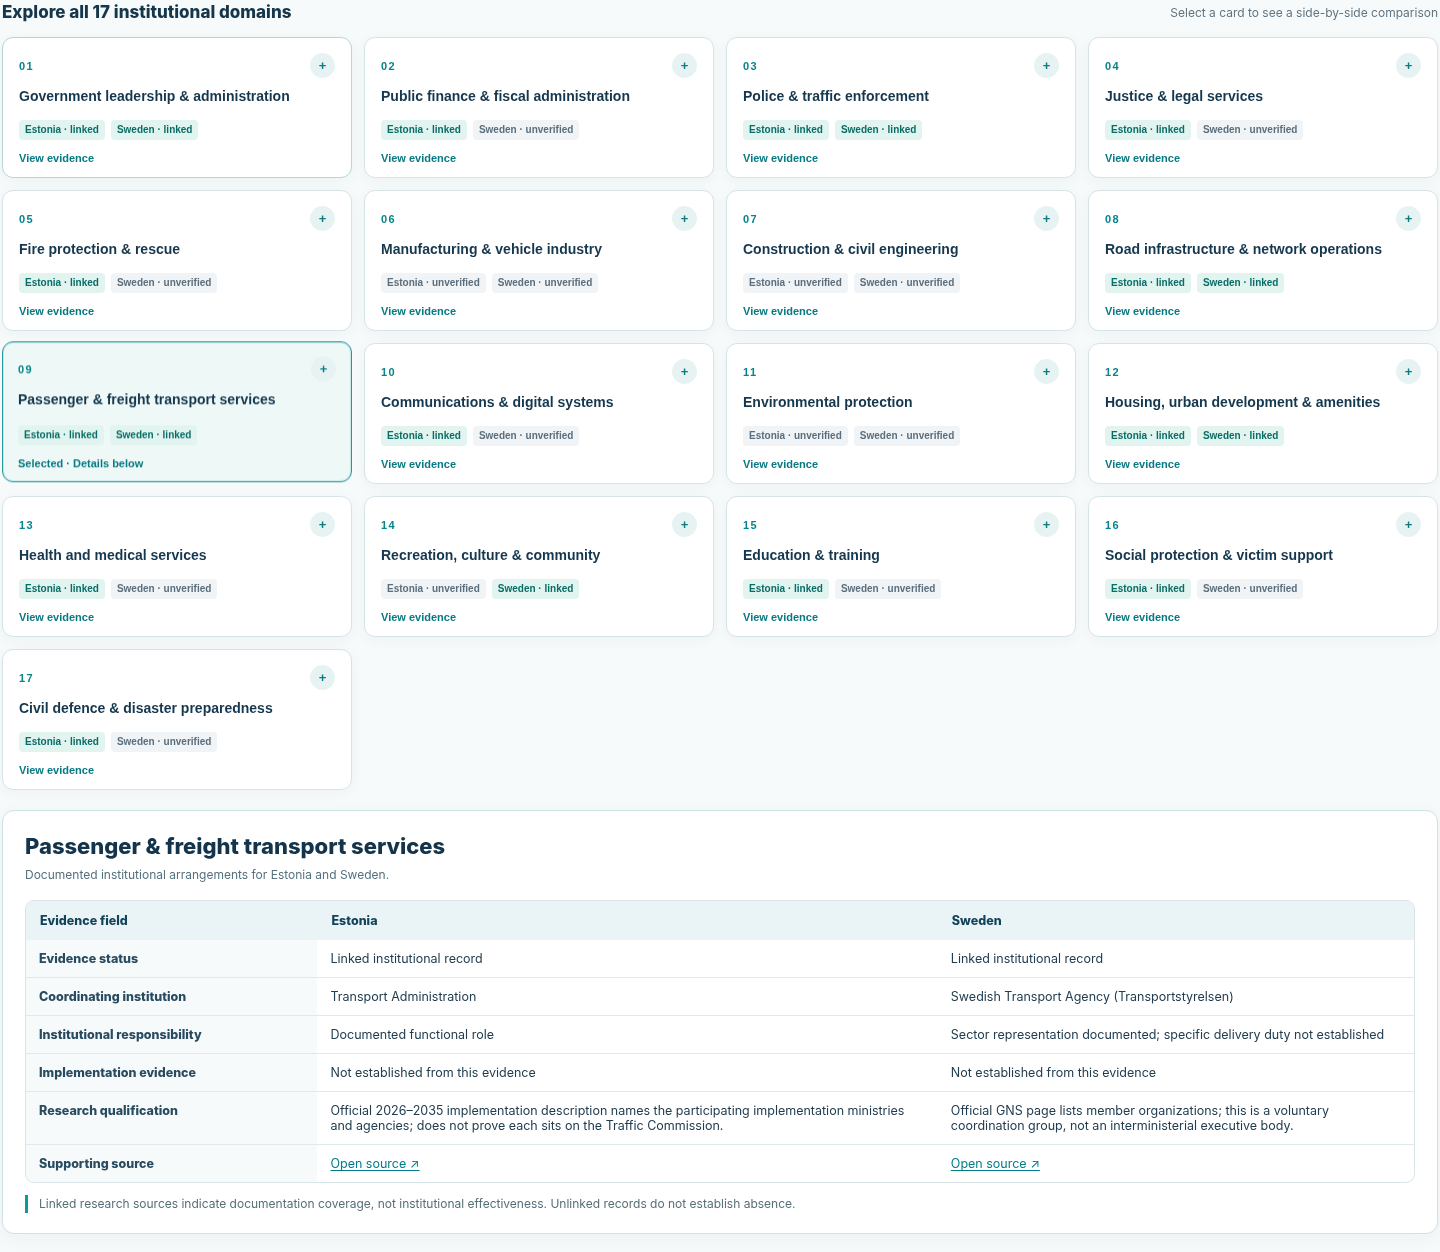 Explore all 17 institutional domains
Select a card to see a side-by-side comparison
01
+
Government leadership & administration
Estonia · linked
Sweden · linked
View evidence
02
+
Public finance & fiscal administration
Estonia · linked
Sweden · unverified
View evidence
03
+
Police & traffic enforcement
Estonia · linked
Sweden · linked
View evidence
04
+
Justice & legal services
Estonia · linked
Sweden · unverified
View evidence
05
+
Fire protection & rescue
Estonia · linked
Sweden · unverified
View evidence
06
+
Manufacturing & vehicle industry
Estonia · unverified
Sweden · unverified
View evidence
07
+
Construction & civil engineering
Estonia · unverified
Sweden · unverified
View evidence
08
+
Road infrastructure & network operations
Estonia · linked
Sweden · linked
View evidence
09
+
Passenger & freight transport services
Estonia · linked
Sweden · linked
Selected · Details below
10
+
Communications & digital systems
Estonia · linked
Sweden · unverified
View evidence
11
+
Environmental protection
Estonia · unverified
Sweden · unverified
View evidence
12
+
Housing, urban development & amenities
Estonia · linked
Sweden · linked
View evidence
13
+
Health and medical services
Estonia · linked
Sweden · unverified
View evidence
14
+
Recreation, culture & community
Estonia · unverified
Sweden · linked
View evidence
15
+
Education & training
Estonia · linked
Sweden · unverified
View evidence
16
+
Social protection & victim support
Estonia · linked
Sweden · unverified
View evidence
17
+
Civil defence & disaster preparedness
Estonia · linked
Sweden · unverified
View evidence
Passenger & freight transport services
Documented institutional arrangements for Estonia and Sweden.
Evidence field
Estonia
Sweden
Evidence status
Linked institutional record
Linked institutional record
Coordinating institution
Transport Administration
Swedish Transport Agency (Transportstyrelsen)
Institutional responsibility
Documented functional role
Sector representation documented; specific delivery duty not established
Implementation evidence
Not established from this evidence
Not established from this evidence
Research qualification
Official 2026–2035 implementation description names the participating implementation ministries
and agencies; does not prove each sits on the Traffic Commission.
Official GNS page lists member organizations; this is a voluntary
coordination group, not an interministerial executive body.
Supporting source
Open source ↗
Open source ↗
Linked research sources indicate documentation coverage, not institutional effectiveness. Unlinked records do not establish absence.